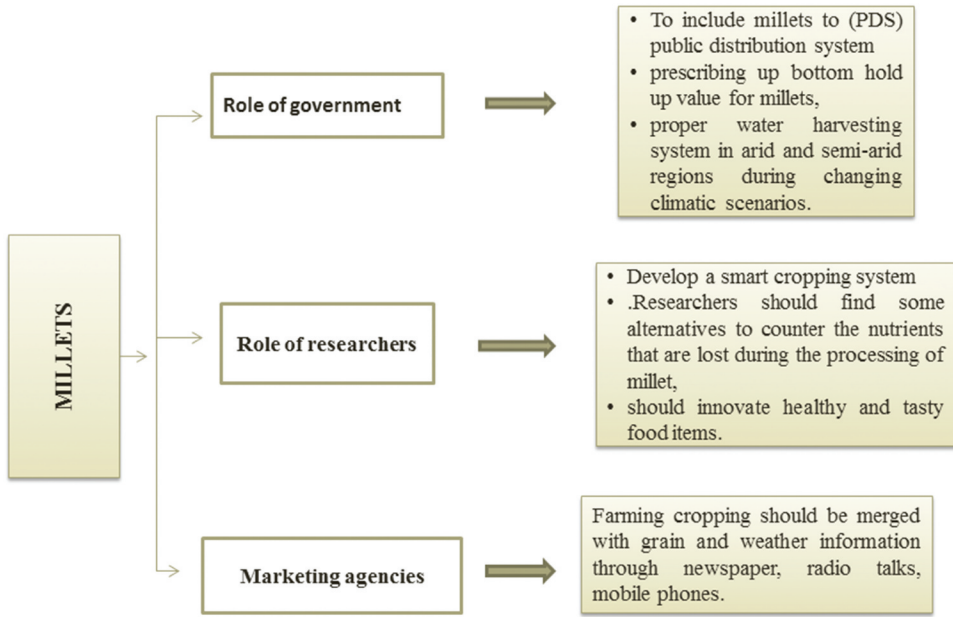 MILLETS
Role of government
• To include millets to (PDS)
public distribution system
• prescribing up bottom hold
up value for millets,
• proper water harvesting
system in arid and semi-arid
regions during changing
climatic scenarios.
Role of researchers
• Develop a smart cropping system
• .Researchers should find some
alternatives to counter the nutrients
that are lost during the processing of
millet,
• should innovate healthy and tasty
food items.
Marketing agencies
Farming cropping should be merged
with grain and weather information
through newspaper, radio talks,
mobile phones.